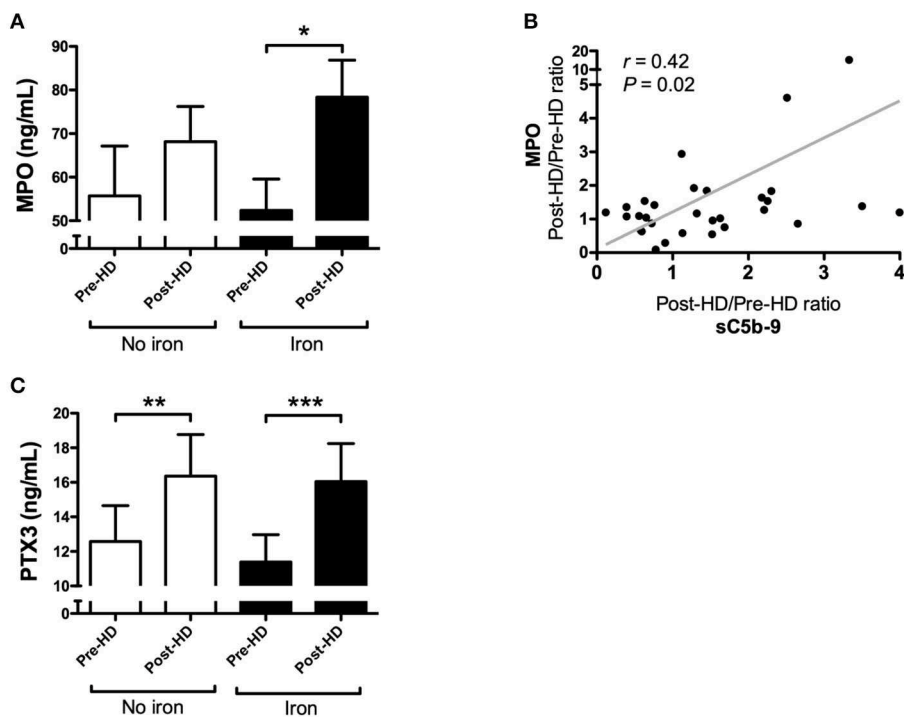 A
*
MPO (ng/mL)
90
80
70
60
50
0
Pre-HD
Post-HD
Pre-HD
Post-HD
No iron
Iron
B
MPO
Post-HD/Pre-HD ratio
20
10
5
4
3
2
1
0
r = 0.42
P = 0.02
0
1
2
3
4
Post-HD/Pre-HD ratio
sC5b-9
C
**
***
PTX3 (ng/mL)
20
18
16
14
12
10
0
Pre-HD
Post-HD
Pre-HD
Post-HD
No iron
Iron